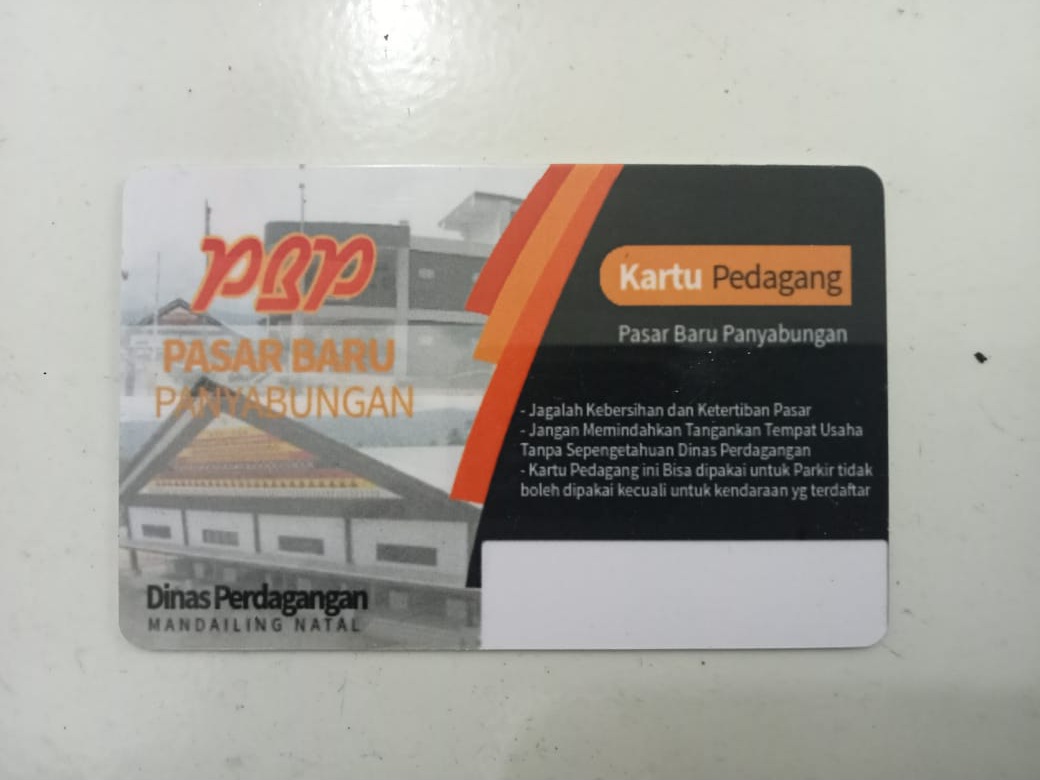 PBP
PASAR BARU
PANYABUNGAN
Dinas Perdagangan
MANDAILING NATAL
Kartu Pedagang
Pasar Baru Panyabungan
- Jagalah Kebersihan dan Ketertiban Pasar
- Jangan Memindahkan Tangankan Tempat Usaha
Tanpa Sepengetahuan Dinas Perdagangan
- Kartu Pedagang ini Bisa dipakai untuk Parkir tidak
boleh dipakai kecuali untuk kendaraan yg terdaftar